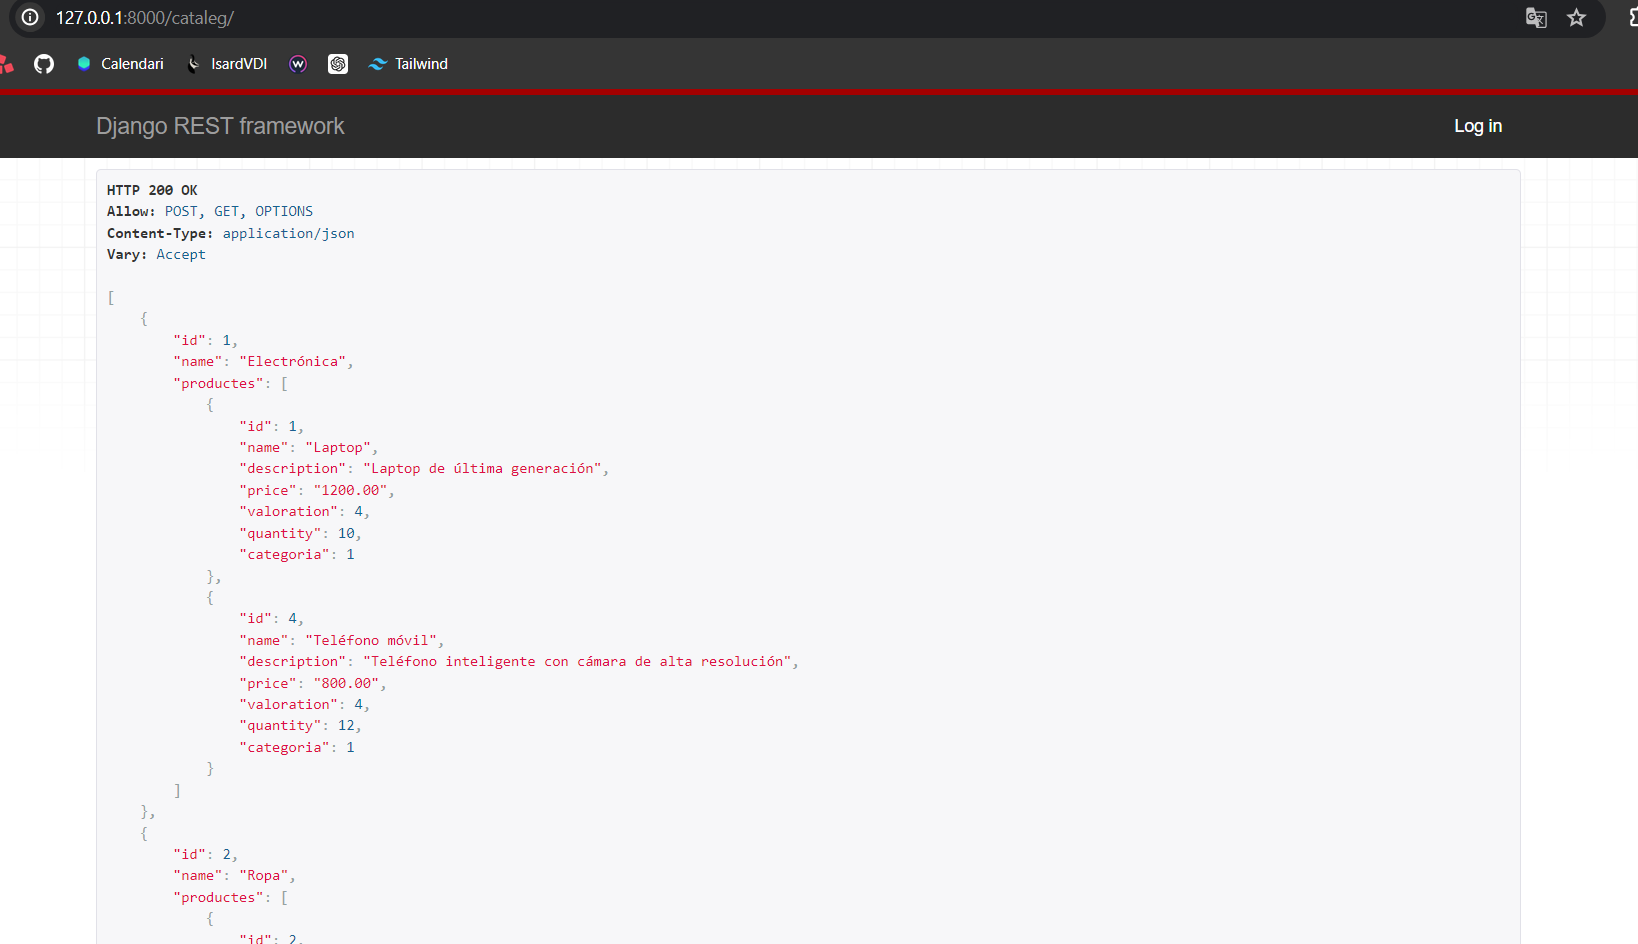 127.0.0.1:8000/cataleg/
Calendari IsardVDI W Tailwind
Django REST framework Log in
HTTP 200 OK
Allow: POST, GET, OPTIONS
Content-Type: application/json
Vary: Accept
[
{
"id": 1,
"name": "Electrónica",
"productes": [
{
"id": 1,
"name": "Laptop",
"description": "Laptop de última generación",
"price": "1200.00",
"valoration": 4,
"quantity": 10,
"categoria": 1
},
{
"id": 4,
"name": "Teléfono móvil",
"description": "Teléfono inteligente con cámara de alta resolución",
"price": "800.00",
"valoration": 4,
"quantity": 12,
"categoria": 1
}
]
},
{
"id": 2,
"name": "Ropa",
"productes": [
{
"id": 2,